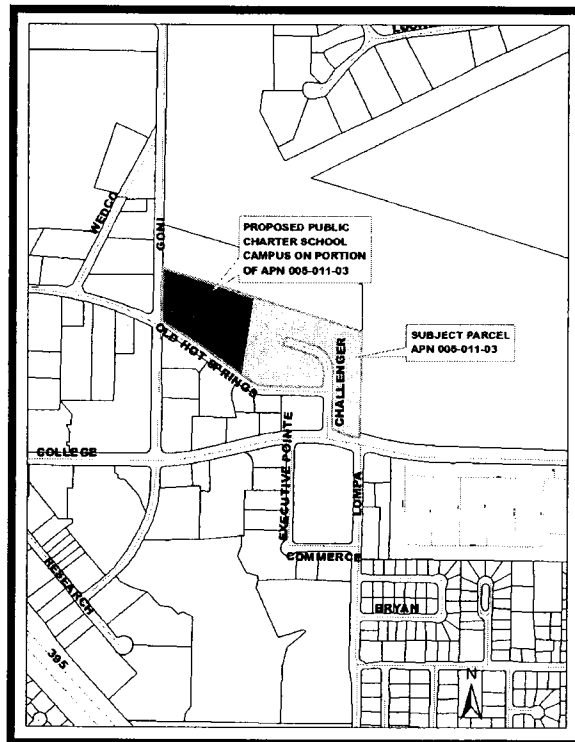 WEDCO
GONI
PROPOSED PUBLIC
CHARTER SCHOOL
CAMPUS ON PORTION
OF APN 005-011-03
OLD HOT SPRINGS
SUBJECT PARCEL
APN 005-011-03
CHALLENGER
COLLEGE
EXECUTIVE POINTE
LOMPA
COMMERCE
RESEARCH
BRYAN
395
N